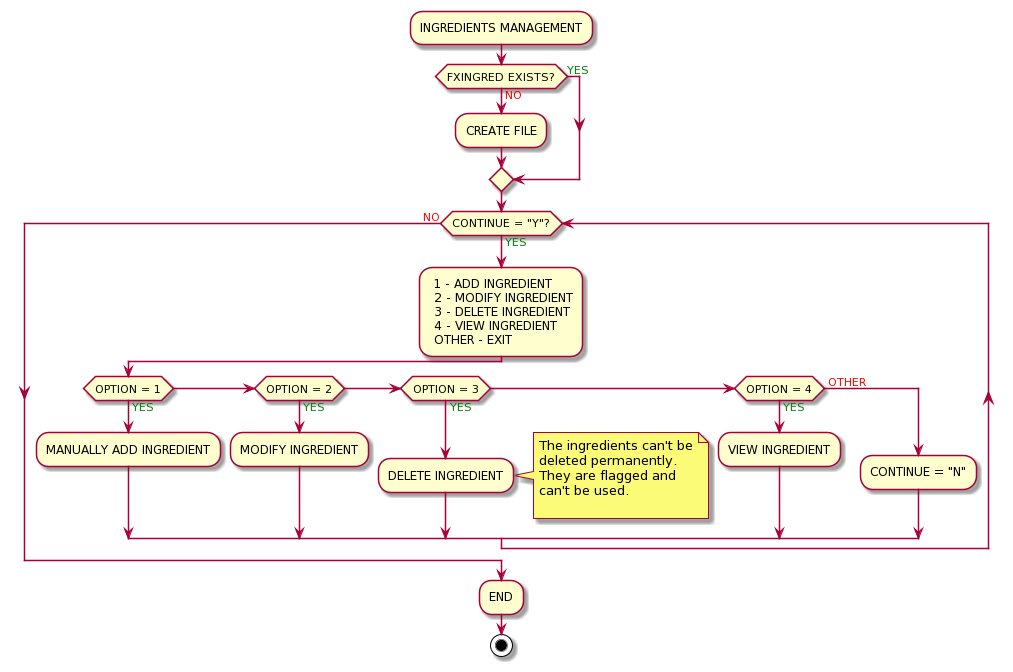 INGREDIENTS MANAGEMENT
FXINGRED EXISTS?
YES
NO
CREATE FILE
NO
CONTINUE = "Y"?
YES
1 - ADD INGREDIENT
2 - MODIFY INGREDIENT
3 - DELETE INGREDIENT
4 - VIEW INGREDIENT
OTHER - EXIT
OPTION = 1
YES
MANUALLY ADD INGREDIENT
OPTION = 2
YES
MODIFY INGREDIENT
OPTION = 3
YES
DELETE INGREDIENT
The ingredients can't be
deleted permanently.
They are flagged and
can't be used.
OPTION = 4
YES
VIEW INGREDIENT
OTHER
CONTINUE = "N"
END